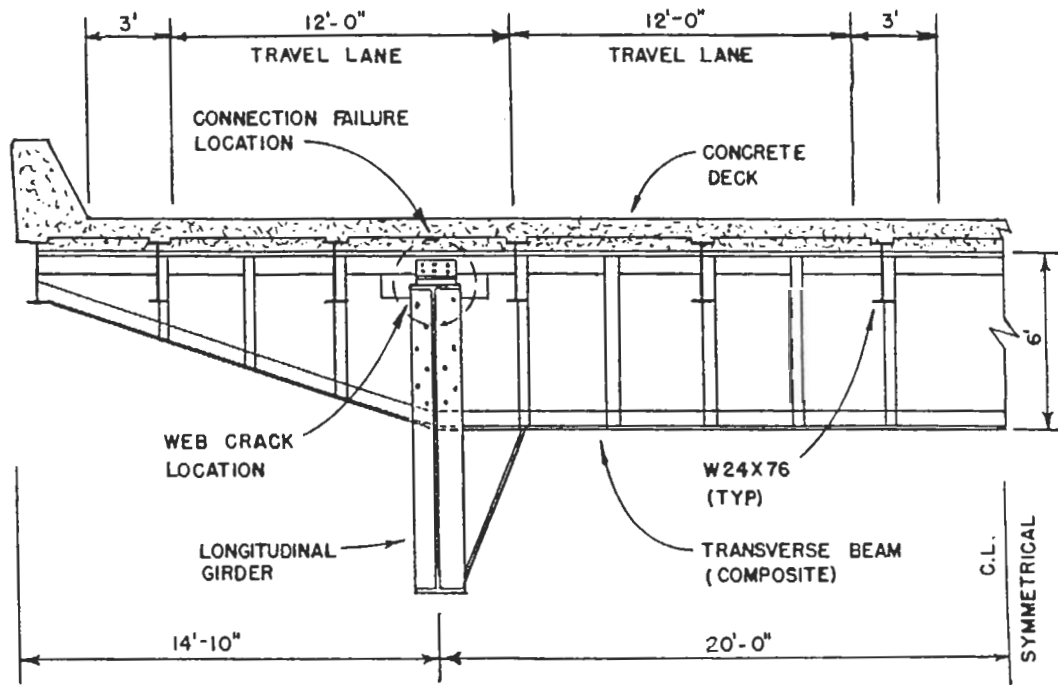 3'
12'-0"
12'-0"
3'
TRAVEL LANE
TRAVEL LANE
CONNECTION FAILURE
LOCATION
CONCRETE
DECK
6'
WEB CRACK
LOCATION
W24X76
(TYP)
LONGITUDINAL
GIRDER
TRANSVERSE BEAM
(COMPOSITE)
C.L.
SYMMETRICAL
14'-10"
20'-0"